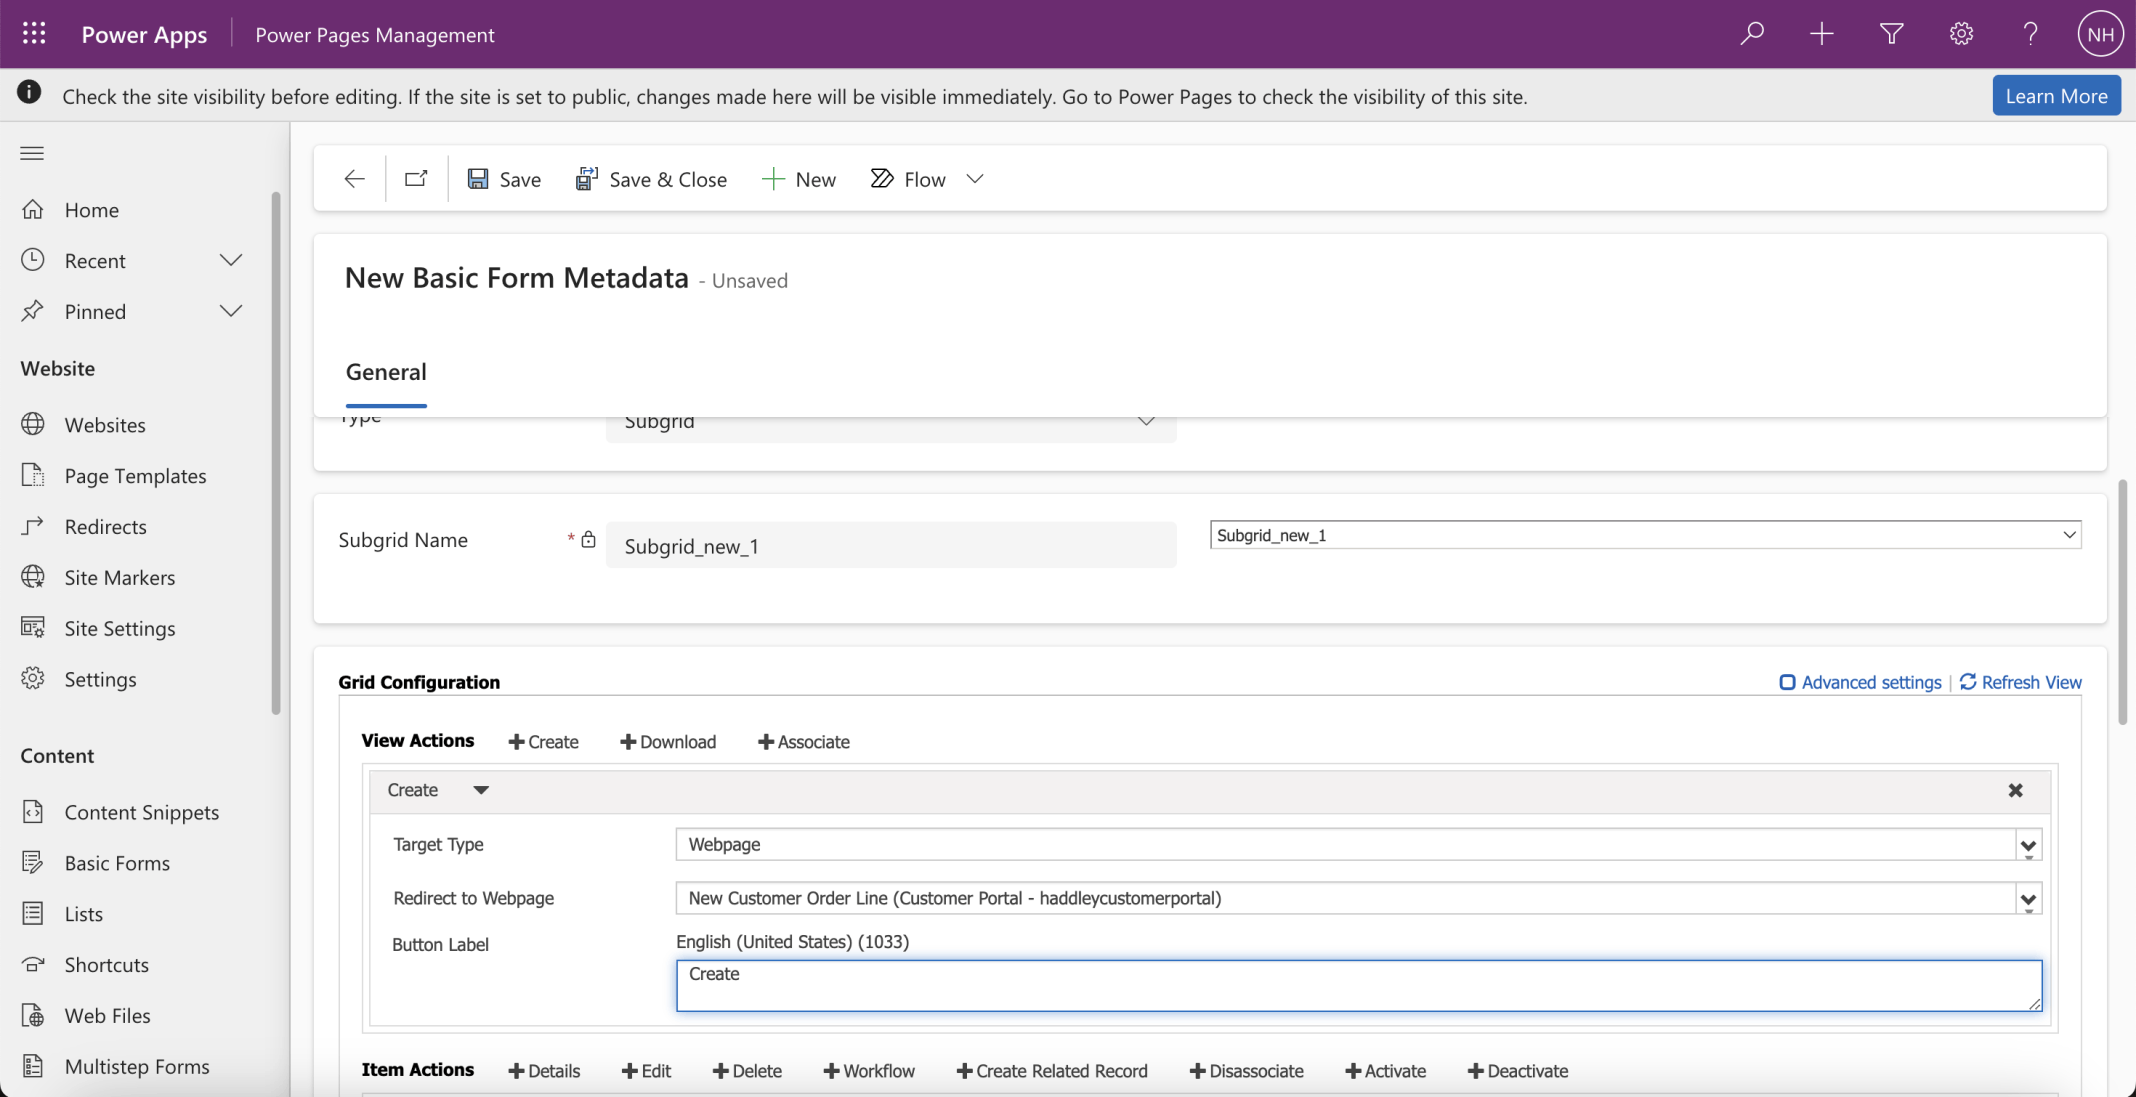 Power Apps | Power Pages Management NH
Check the site visibility before editing. If the site is set to public, changes made here will be visible immediately. Go to Power Pages to check the visibility of this site. Learn More
Save Save & Close New Flow
Home
Recent
Pinned
Website
Websites
Page Templates
Redirects
Site Markers
Site Settings
Settings
Content
Content Snippets
Basic Forms
Lists
Shortcuts
Web Files
Multistep Forms
New Basic Form Metadata - Unsaved
General
Type Subgrid
Subgrid Name * Subgrid_new_1 Subgrid_new_1
Grid Configuration Advanced settings | Refresh View
View Actions +Create +Download +Associate
Create
Target Type Webpage
Redirect to Webpage New Customer Order Line (Customer Portal - haddleycustomerportal)
Button Label English (United States) (1033)
Create
Item Actions +Details +Edit +Delete +Workflow +Create Related Record +Disassociate +Activate +Deactivate